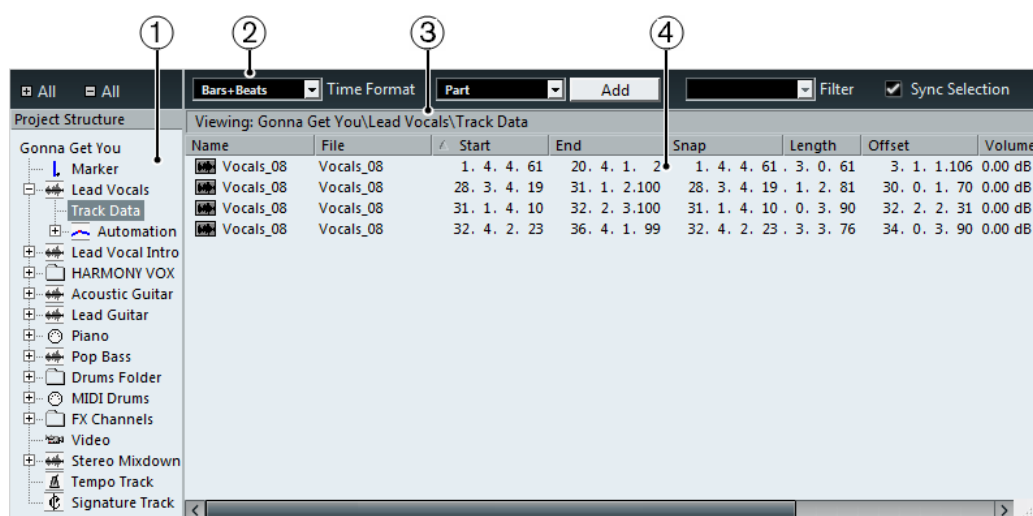 1 2 3 4
All All Bars+Beats Time Format Part Add Filter Sync Selection
Project Structure
Viewing: Gonna Get You\Lead Vocals\Track Data
Gonna Get You
Marker
Lead Vocals
Track Data
Automation
Lead Vocal Intro
HARMONY VOX
Acoustic Guitar
Lead Guitar
Piano
Pop Bass
Drums Folder
MIDI Drums
FX Channels
Video
Stereo Mixdown
Tempo Track
Signature Track
Name File Start End Snap Length Offset Volume
Vocals_08 Vocals_08 1. 4. 4. 61 20. 4. 1. 2 1. 4. 4. 61 . 3. 0. 61 3. 1. 1.106 0.00 dB
Vocals_08 Vocals_08 28. 3. 4. 19 31. 1. 2.100 28. 3. 4. 19 . 1. 2. 81 30. 0. 1. 70 0.00 dB
Vocals_08 Vocals_08 31. 1. 4. 10 32. 2. 3.100 31. 1. 4. 10 . 0. 3. 90 32. 2. 2. 31 0.00 dB
Vocals_08 Vocals_08 32. 4. 2. 23 36. 4. 1. 99 32. 4. 2. 23 . 3. 3. 76 34. 0. 3. 90 0.00 dB